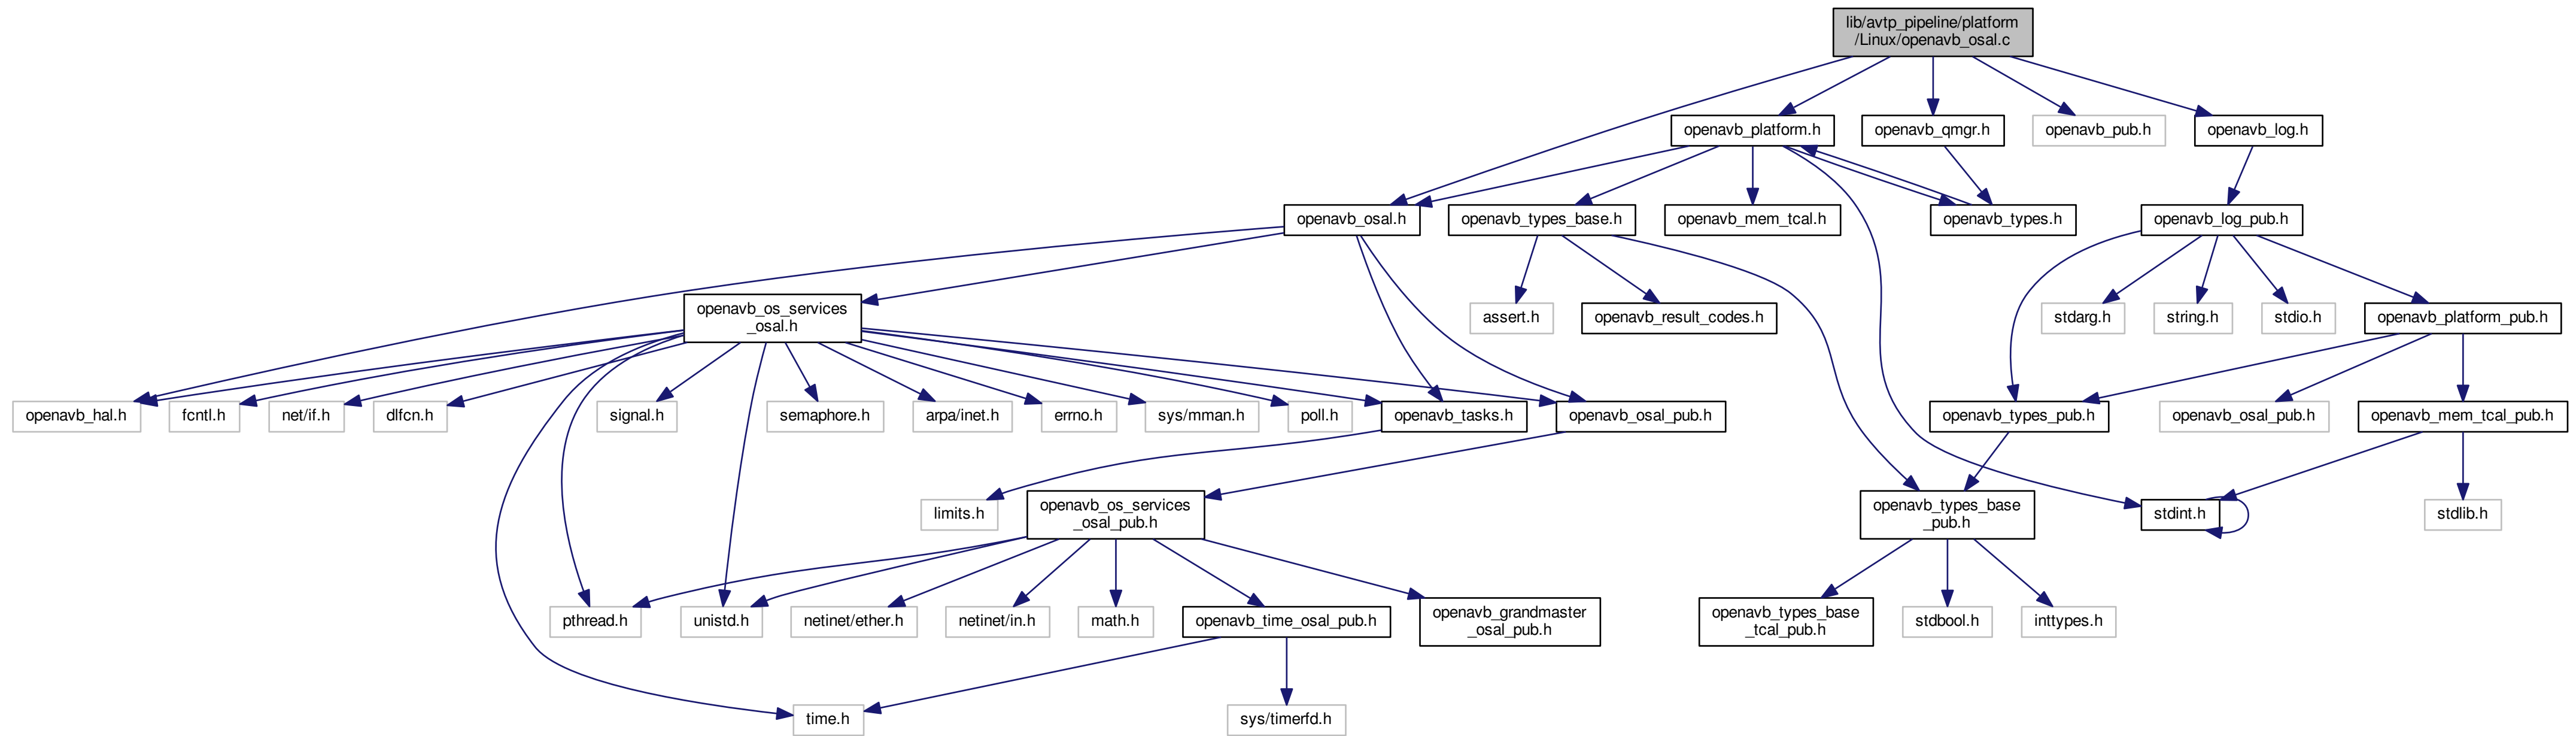 lib/avtp_pipeline/platform
/Linux/openavb_osal.c
openavb_platform.h
openavb_qmgr.h
openavb_pub.h
openavb_log.h
openavb_osal.h
openavb_types_base.h
openavb_mem_tcal.h
openavb_types.h
openavb_log_pub.h
openavb_os_services
_osal.h
assert.h
openavb_result_codes.h
stdarg.h
string.h
stdio.h
openavb_platform_pub.h
openavb_hal.h
fcntl.h
net/if.h
dlfcn.h
signal.h
semaphore.h
arpa/inet.h
errno.h
sys/mman.h
poll.h
openavb_tasks.h
openavb_osal_pub.h
openavb_types_pub.h
openavb_osal_pub.h
openavb_mem_tcal_pub.h
limits.h
openavb_os_services
_osal_pub.h
openavb_types_base
_pub.h
stdint.h
stdlib.h
pthread.h
unistd.h
netinet/ether.h
netinet/in.h
math.h
openavb_time_osal_pub.h
openavb_grandmaster
_osal_pub.h
openavb_types_base
_tcal_pub.h
stdbool.h
inttypes.h
time.h
sys/timerfd.h